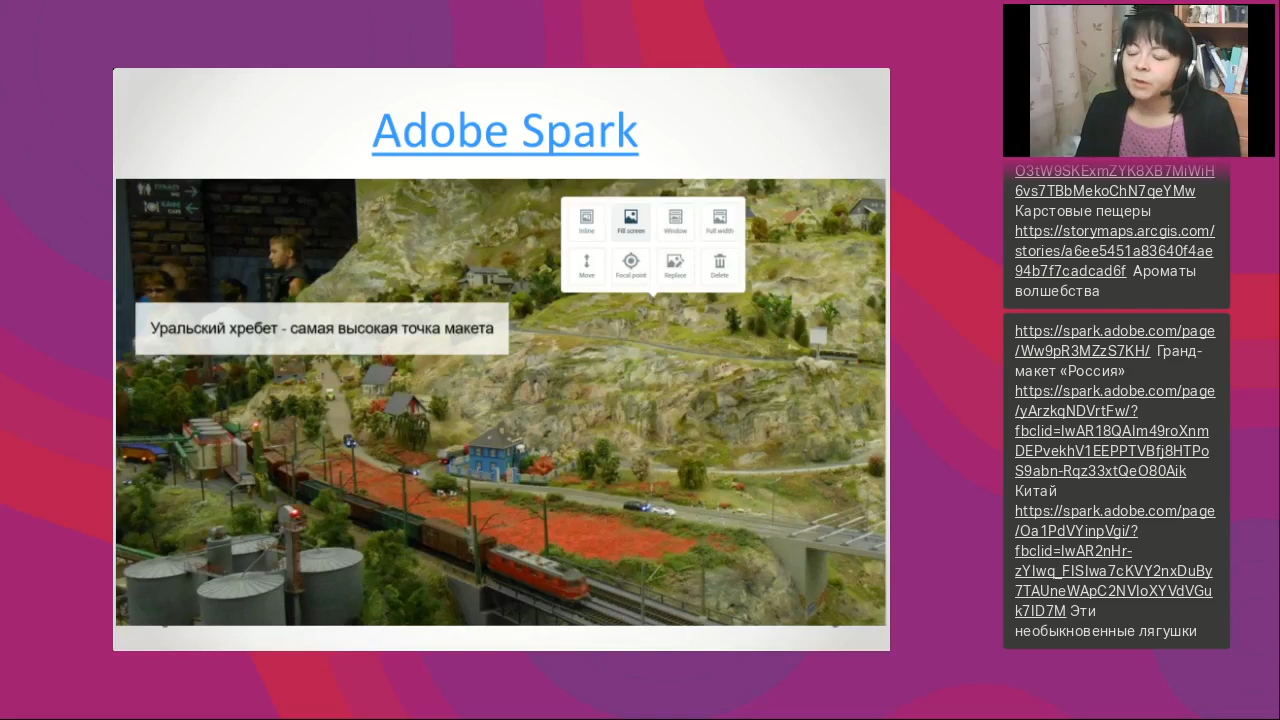 Adobe Spark
Inline
Fill screen
Window
Full width
Move
Focal point
Replace
Delete
Уральский хребет - самая высокая точка макета
O3tW9SKExmZYK8XB7MiWiH
6vs7TBbMekoChN7qeYMw
Карстовые пещеры
https://storymaps.arcgis.com/
stories/a6ee5451a83640f4ae
94b7f7cadcad6f Ароматы
волшебства
https://spark.adobe.com/page
/Ww9pR3MZzS7KH/ Гранд-
макет «Россия»
https://spark.adobe.com/page
/yArzkqNDVrtFw/?
fbclid=IwAR18QAlm49roXnm
DEPvekhV1EEPPTVBfj8HTPo
S9abn-Rqz33xtQeO80Aik
Китай
https://spark.adobe.com/page
/Oa1PdVYinpVgi/?
fbclid=IwAR2nHr-
zYIwq_FISIwa7cKVY2nxDuBy
7TAUneWApC2NVIoXYVdVGu
k7ID7M Эти
необыкновенные лягушки